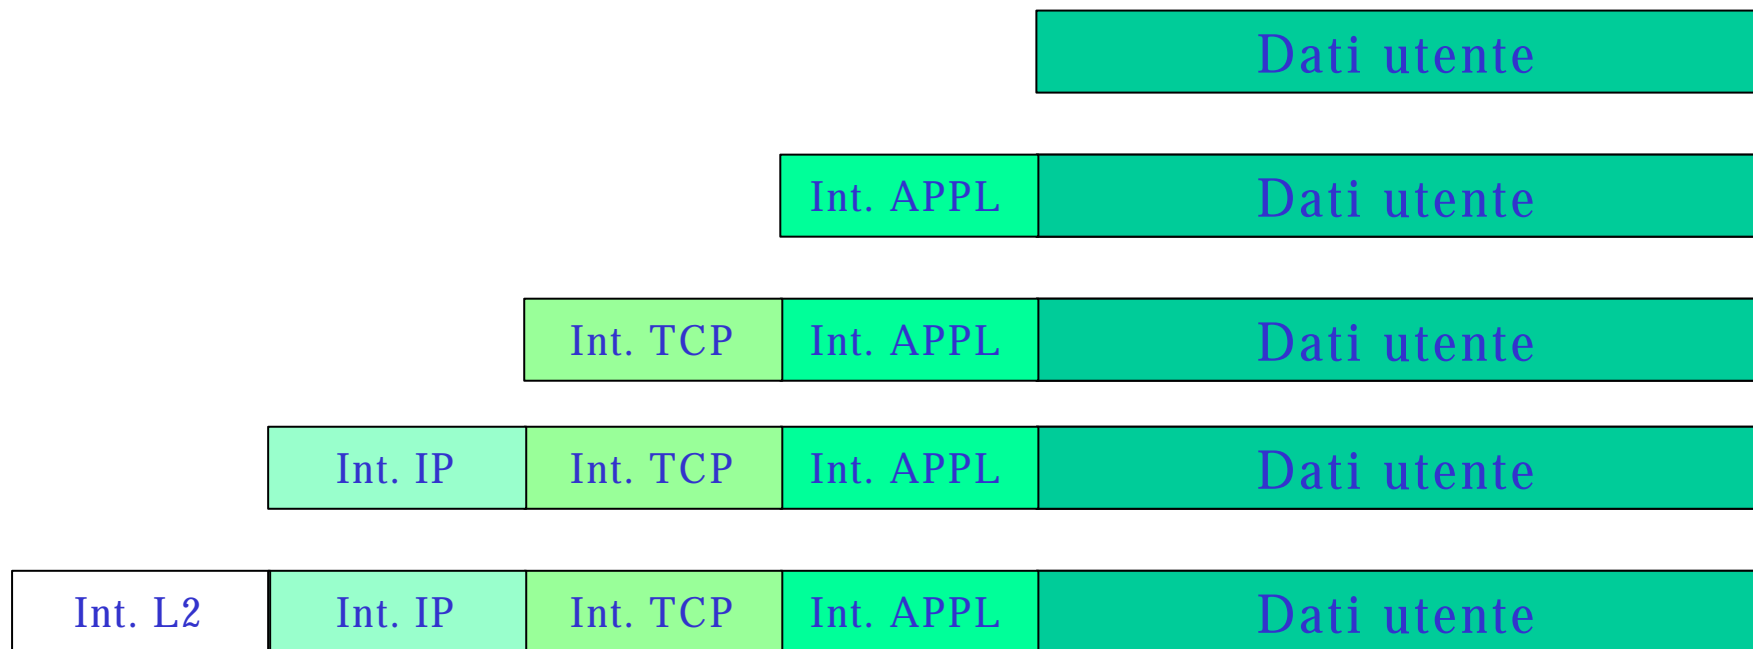 Dati utente
Int. APPL Dati utente
Int. TCP Int. APPL Dati utente
Int. IP Int. TCP Int. APPL Dati utente
Int. L2 Int. IP Int. TCP Int. APPL Dati utente